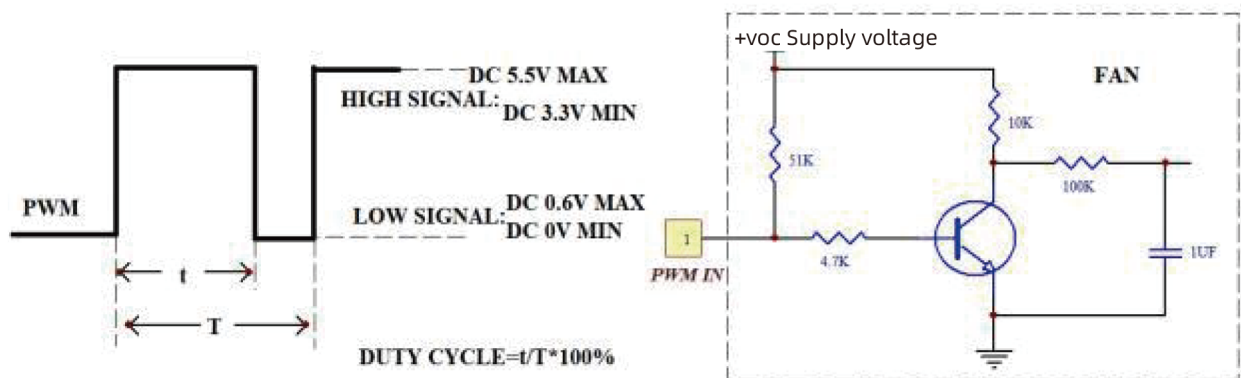 PWM
DC 5.5V MAX
HIGH SIGNAL:
DC 3.3V MIN
LOW SIGNAL:
DC 0.6V MAX
DC 0V MIN
t
T
DUTY CYCLE=t/T*100%
+voc Supply voltage
FAN
10K
51K
100K
1
4.7K
1UF
PWM IN